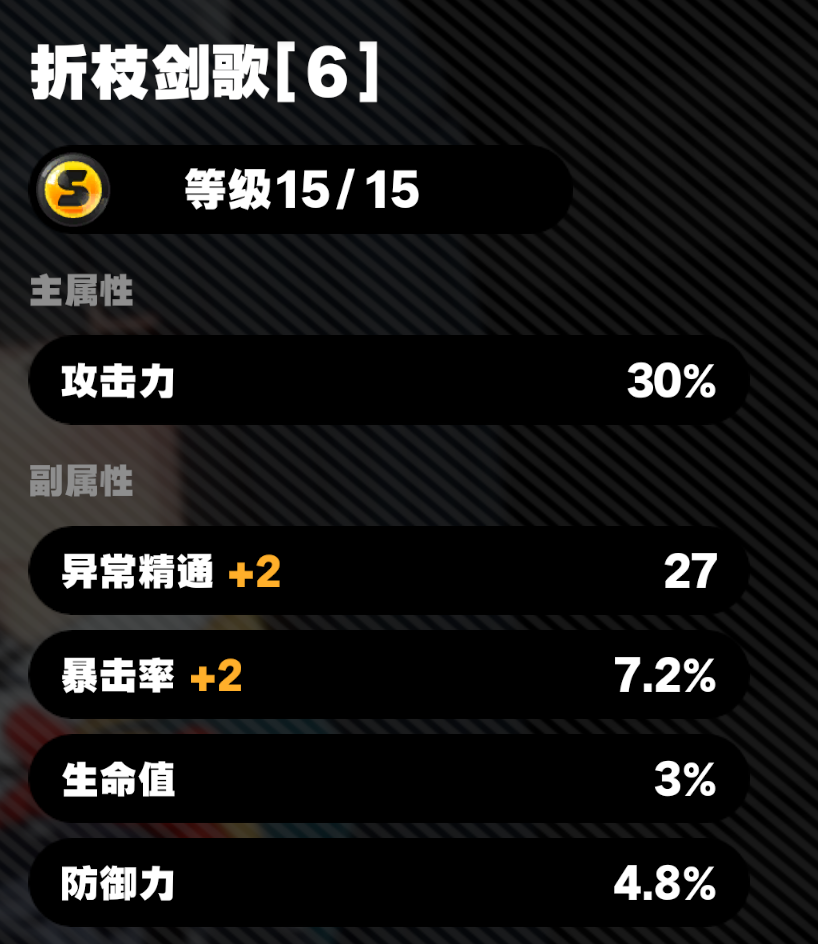 折枝剑歌[6]
S 等级15/15
主属性
攻击力 30%
副属性
异常精通 +2 27
暴击率 +2 7.2%
生命值 3%
防御力 4.8%